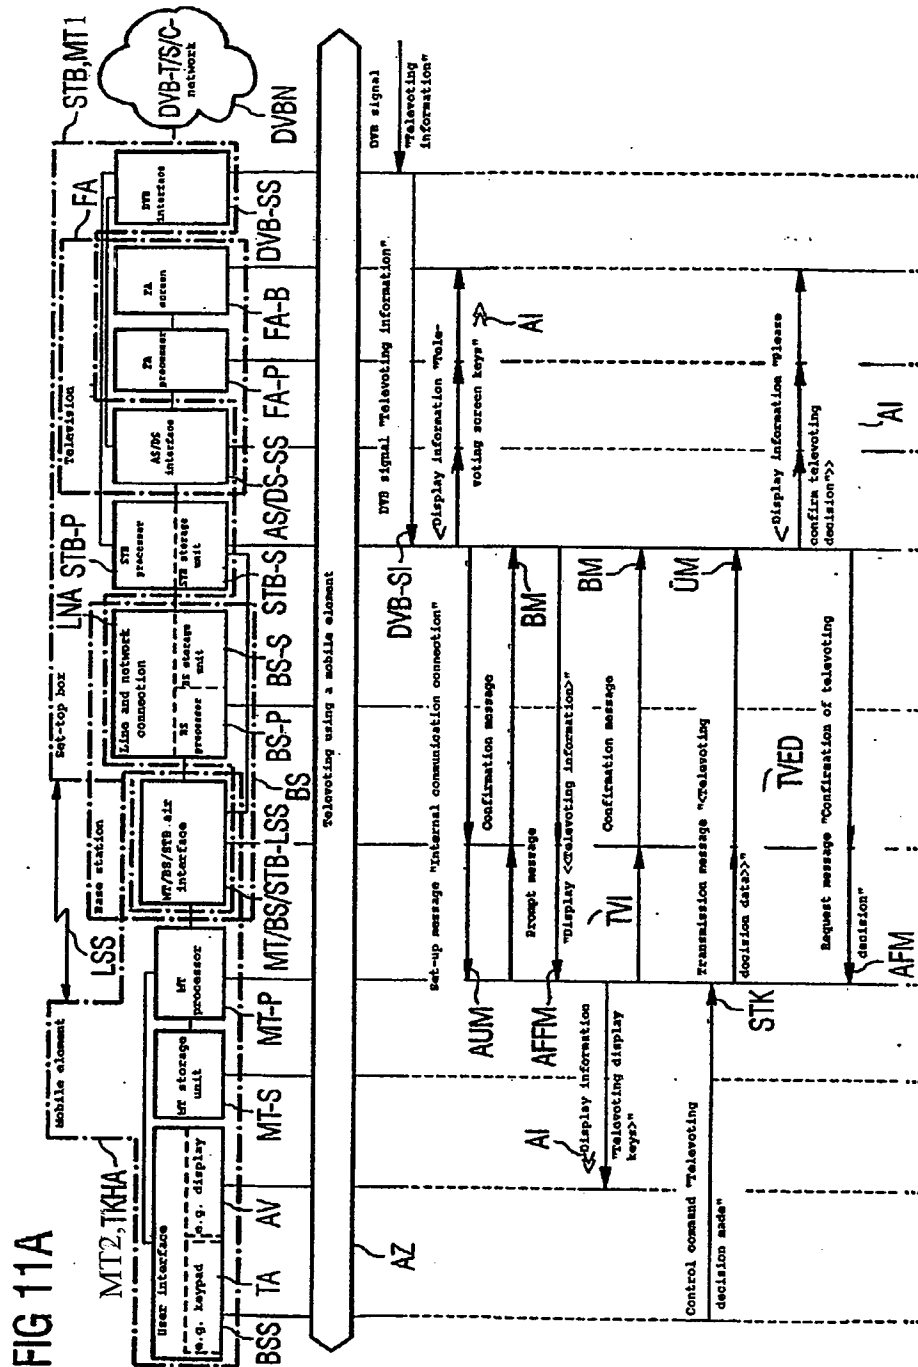 FIG 11A
MT2,TKHA
Mobile element
LSS
Base station
Set-top box
LNA
STB-P
Television
FA
STB,MT1
User interface
e.g. keypad
e.g. display
MT storage
unit
MT
processor
MT/BS/STB air
interface
Line and network
connection
BS
processor
BS storage
unit
STB
processor
STB storage
unit
AS/DS
interface
FA
processor
FA
screen
DVB
interface
DVB-T/S/C-
network
BSS
TA
AV
MT-S
MT-P
MT/BS/STB-LSS
BS
BS-P
BS-S
STB-S
AS/DS-SS
FA-P
FA-B
DVB-SS
DVBN
AZ
Televoting using a mobile element
DVB signal
"Televoting
information"
DVB signal "Televoting information"
DVB-SI
<Display information "Tele-
voting screen keys" >>
AI
Set-up message "Internal communication connection"
AUM
Confirmation message
BM
Prompt message
"Display <<Televoting information>"
AFFM
AI
<<Display information
"Televoting display
keys>"
TVI
Confirmation message
BM
Control command "Televoting
decision made"
STK
Transmission message "<Televoting
decision data>>"
ÜM
TVED
<Display information "Please
confirm televoting
decision">>
AI
Request message "Confirmation of televoting
decision"
AFM